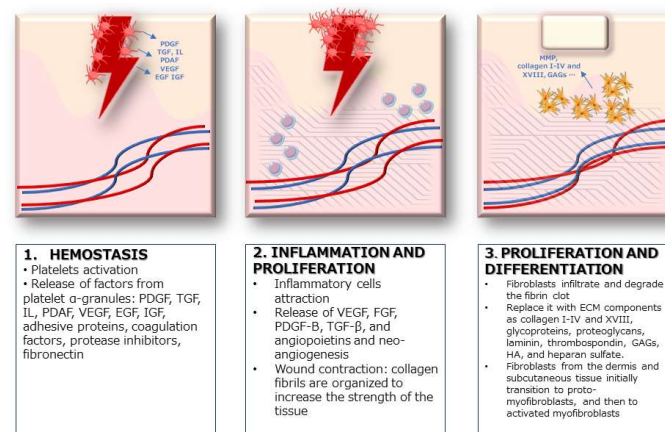 PDGF
TGF, IL
PDAF
VEGF
EGF IGF
MMP,
collagen I-IV and
XVIII, GAGs ...
1. HEMOSTASIS
• Platelets activation
• Release of factors from
platelet α-granules: PDGF, TGF,
IL, PDAF, VEGF, EGF, IGF,
adhesive proteins, coagulation
factors, protease inhibitors,
fibronectin
2. INFLAMMATION AND
PROLIFERATION
• Inflammatory cells
attraction
• Release of VEGF, FGF,
PDGF-B, TGF-β, and
angiopoietins and neo-
angiogenesis
• Wound contraction: collagen
fibrils are organized to
increase the strength of the
tissue
3. PROLIFERATION AND
DIFFERENTIATION
• Fibroblasts infiltrate and degrade
the fibrin clot
• Replace it with ECM components
as collagen I-IV and XVIII,
glycoproteins, proteoglycans,
laminin, thrombospondin, GAGs,
HA, and heparan sulfate.
• Fibroblasts from the dermis and
subcutaneous tissue initially
transition to proto-
myofibroblasts, and then to
activated myofibroblasts